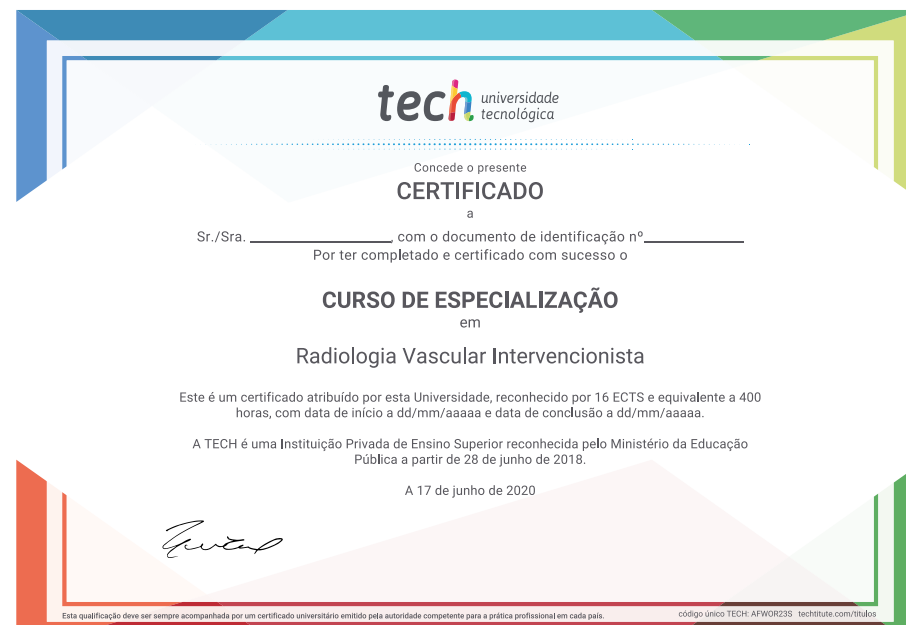 tech universidade
tecnológica
Concede o presente
CERTIFICADO
a
Sr./Sra. _______________, com o documento de identificação nº__________
Por ter completado e certificado com sucesso o
CURSO DE ESPECIALIZAÇÃO
em
Radiologia Vascular Intervencionista
Este é um certificado atribuído por esta Universidade, reconhecido por 16 ECTS e equivalente a 400
horas, com data de início a dd/mm/aaaaa e data de conclusão a dd/mm/aaaaa.
A TECH é uma Instituição Privada de Ensino Superior reconhecida pelo Ministério da Educação
Pública a partir de 28 de junho de 2018.
A 17 de junho de 2020
Esta qualificação deve ser sempre acompanhada por um certificado universitário emitido pela autoridade competente para a prática profissional em cada país.
código único TECH: AFWOR23S techtitute.com/titulos